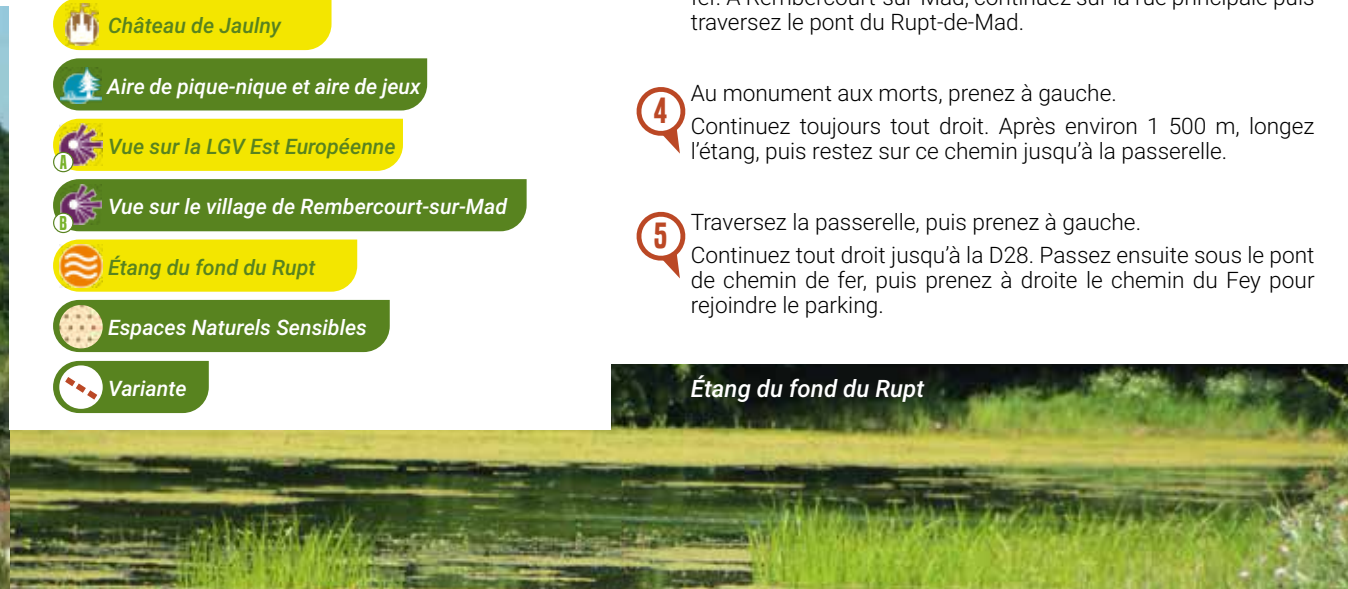 Château de Jaulny
Aire de pique-nique et aire de jeux
A
Vue sur la LGV Est Européenne
B
Vue sur le village de Rembercourt-sur-Mad
Étang du fond du Rupt
Espaces Naturels Sensibles
Variante
traversez le pont du Rupt-de-Mad.
4
Au monument aux morts, prenez à gauche.
Continuez toujours tout droit. Après environ 1 500 m, longez
l'étang, puis restez sur ce chemin jusqu'à la passerelle.
5
Traversez la passerelle, puis prenez à gauche.
Continuez tout droit jusqu'à la D28. Passez ensuite sous le pont
de chemin de fer, puis prenez à droite le chemin du Fey pour
rejoindre le parking.
Étang du fond du Rupt